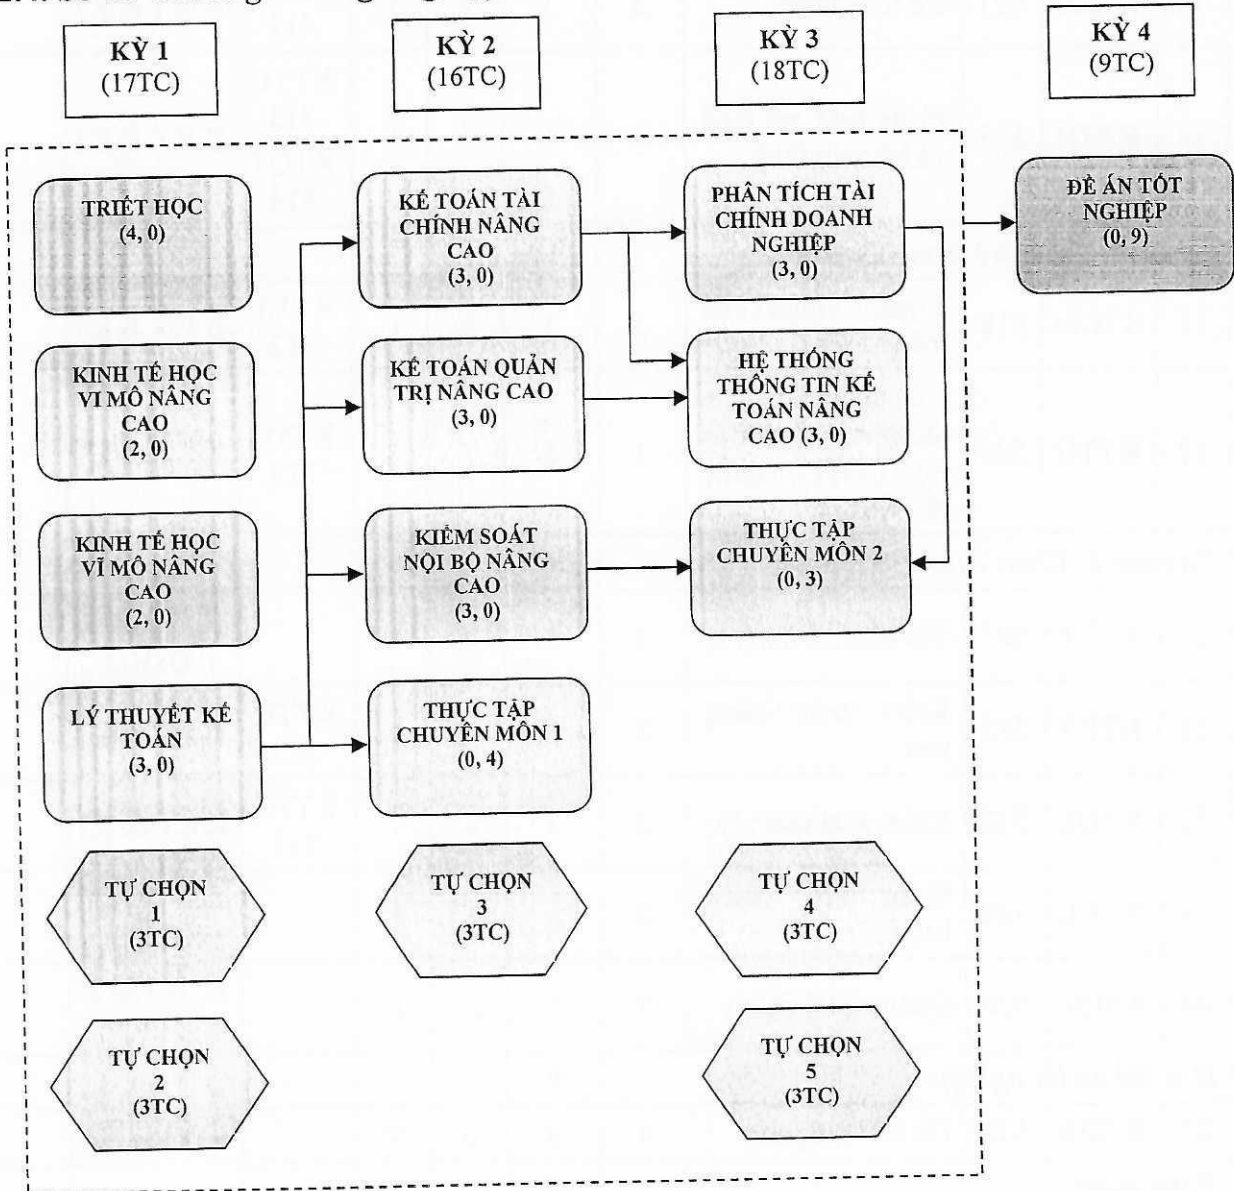 KỲ 1
(17TC)
KỲ 2
(16TC)
KỲ 3
(18TC)
KỲ 4
(9TC)
TRIẾT HỌC
(4, 0)
KẾ TOÁN TÀI
CHÍNH NÂNG
CAO
(3, 0)
PHÂN TÍCH TÀI
CHÍNH DOANH
NGHIỆP
(3, 0)
ĐỀ ÁN TỐT
NGHIỆP
(0, 9)
KINH TẾ HỌC
VI MÔ NÂNG
CAO
(2, 0)
KẾ TOÁN QUẢN
TRỊ NÂNG CAO
(3, 0)
HỆ THỐNG
THÔNG TIN KẾ
TOÁN NÂNG
CAO (3, 0)
KINH TẾ HỌC
VĨ MÔ NÂNG
CAO
(2, 0)
KIỂM SOÁT
NỘI BỘ NÂNG
CAO
(3, 0)
THỰC TẬP
CHUYÊN MÔN 2
(0, 3)
LÝ THUYẾT KẾ
TOÁN
(3, 0)
THỰC TẬP
CHUYÊN MÔN 1
(0, 4)
TỰ CHỌN
1
(3TC)
TỰ CHỌN
3
(3TC)
TỰ CHỌN
4
(3TC)
TỰ CHỌN
2
(3TC)
TỰ CHỌN
5
(3TC)